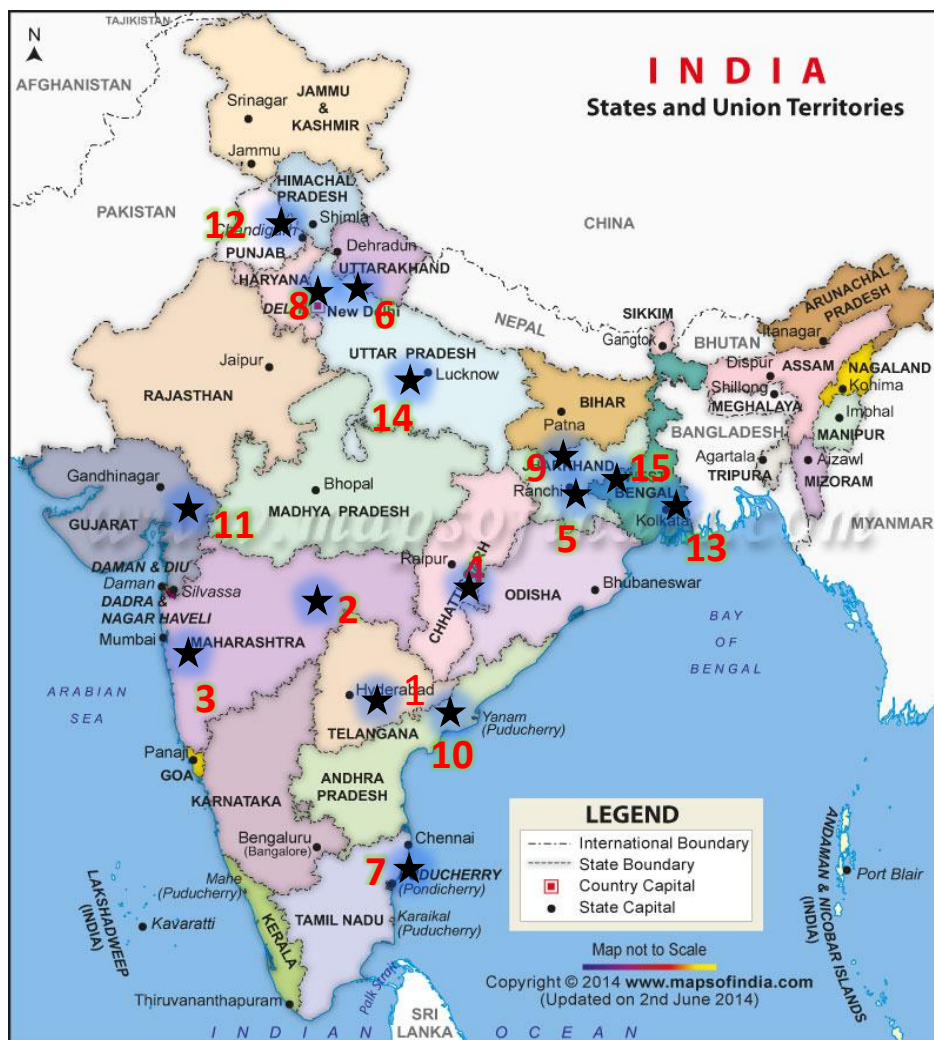 TAJIKISTAN
N
AFGHANISTAN
INDIA
States and Union Territories
JAMMU
&
KASHMIR
Srinagar
Jammu
HIMACHAL
PRADESH
PAKISTAN
CHINA
12
Shimla
Chandigarh
PUNJAB
Dehradun
UTTARAKHAND
HARYANA
8
New Delhi
6
NEPAL
SIKKIM
Gangtok
BHUTAN
ARUNACHAL
PRADESH
Itanagar
Jaipur
UTTAR PRADESH
Lucknow
RAJASTHAN
14
BIHAR
Patna
Dispur
ASSAM
NAGALAND
Shillong
Kohima
MEGHALAYA
Imphal
MANIPUR
BANGLADESH
9
JHARKHAND
15
Agartala
Aizawl
TRIPURA
MIZORAM
Gandhinagar
Bhopal
MADHYA PRADESH
Ranchi
BENGAL
GUJARAT
11
5
Kolkata
13
MYANMAR
www.mapsofindia.com
DAMAN & DIU
Daman
Silvassa
DADRA &
NAGAR HAVELI
Raipur
4
CHHATTISGARH
ODISHA
Bhubaneswar
2
Mumbai
MAHARASHTRA
BAY
OF
BENGAL
ARABIAN
SEA
3
Hyderabad
1
TELANGANA
Yanam
(Puducherry)
10
Panaji
GOA
KARNATAKA
ANDHRA
PRADESH
Bengaluru
(Bangalore)
Chennai
7
DUCHERRY
(Pondicherry)
Mahe
(Puducherry)
TAMIL NADU
Karaikal
(Puducherry)
KERALA
LAKSHADWEEP
(INDIA)
Kavaratti
Thiruvananthapuram
Palk Strait
SRI
LANKA
INDIAN OCEAN
LEGEND
International Boundary
State Boundary
Country Capital
State Capital
Map not to Scale
Copyright © 2014 www.mapsofindia.com
(Updated on 2nd June 2014)
Port Blair
ANDAMAN & NICOBAR ISLANDS
(INDIA)